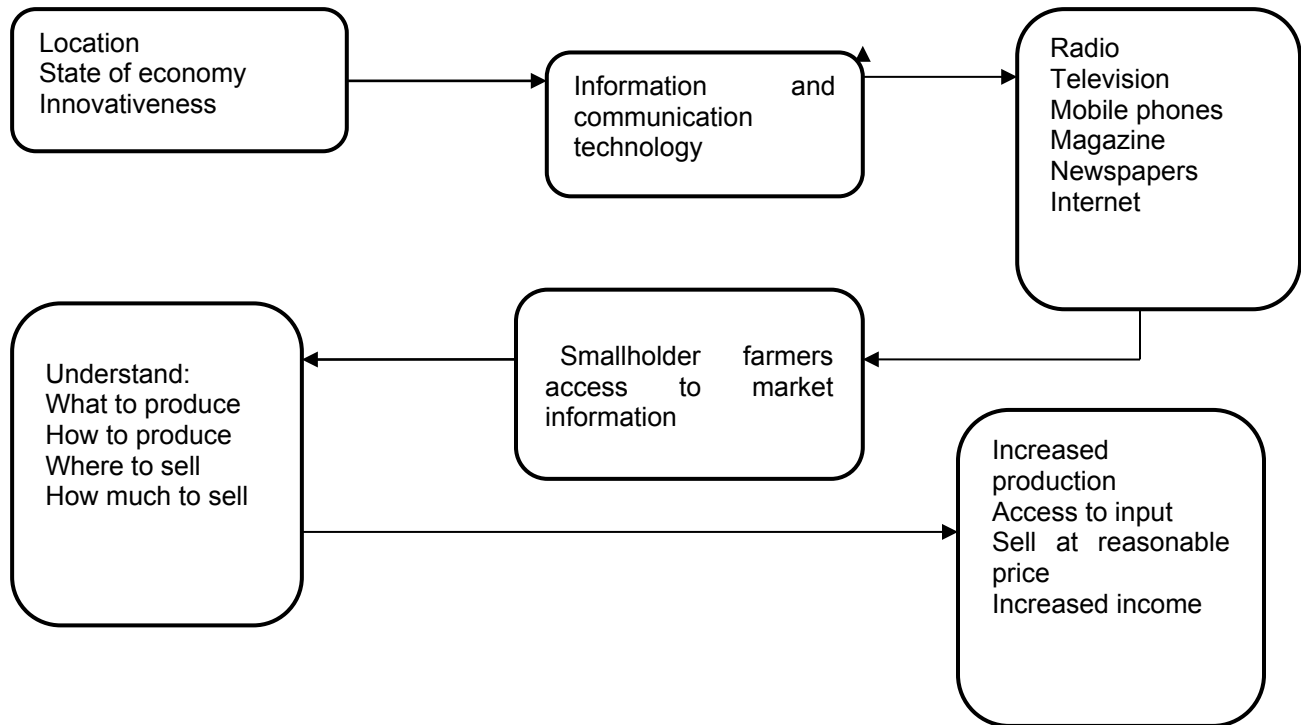 Location
State of economy
Innovativeness
Information and
communication
technology
Radio
Television
Mobile phones
Magazine
Newspapers
Internet
Smallholder farmers
access to market
information
Understand:
What to produce
How to produce
Where to sell
How much to sell
Increased
production
Access to input
Sell at reasonable
price
Increased income